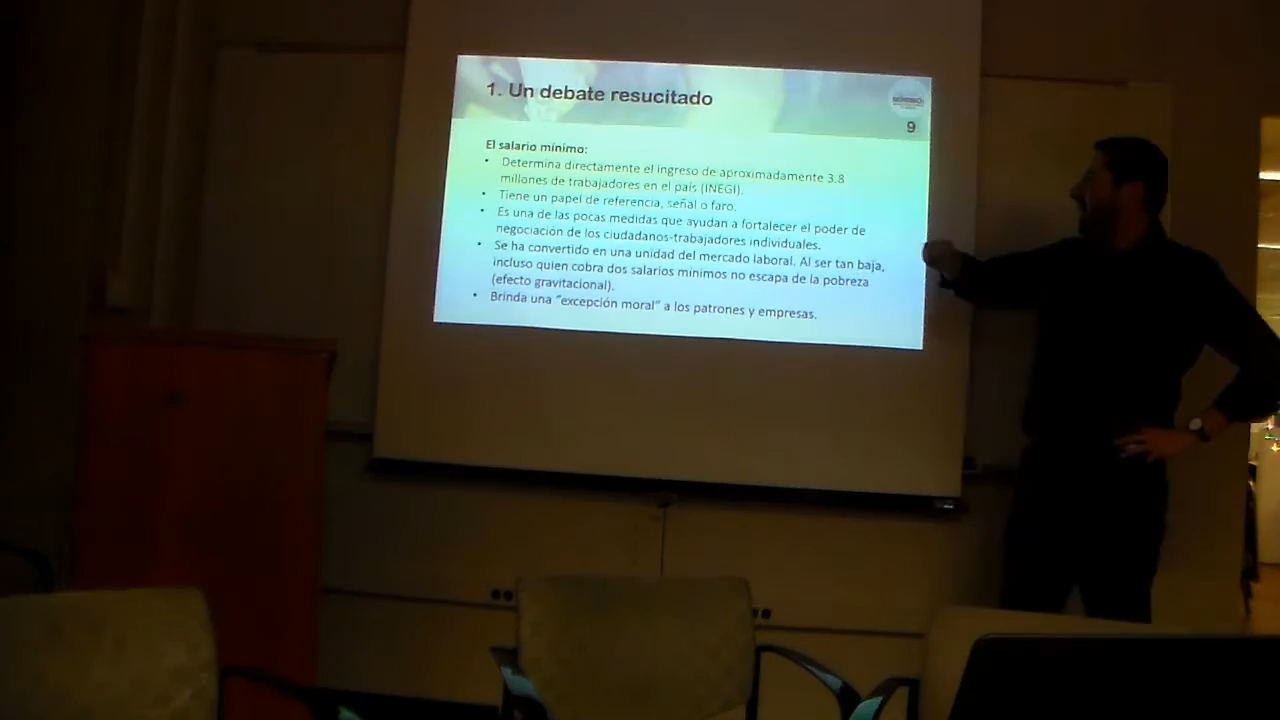 1. Un debate resucitado
9
El salario mínimo:
• Determina directamente el ingreso de aproximadamente 3.8
millones de trabajadores en el país (INEGI).
• Tiene un papel de referencia, señal o faro.
• Es una de las pocas medidas que ayudan a fortalecer el poder de
negociación de los ciudadanos-trabajadores individuales.
• Se ha convertido en una unidad del mercado laboral. Al ser tan baja,
incluso quien cobra dos salarios mínimos no escapa de la pobreza
(efecto gravitacional).
• Brinda una "excepción moral" a los patrones y empresas.